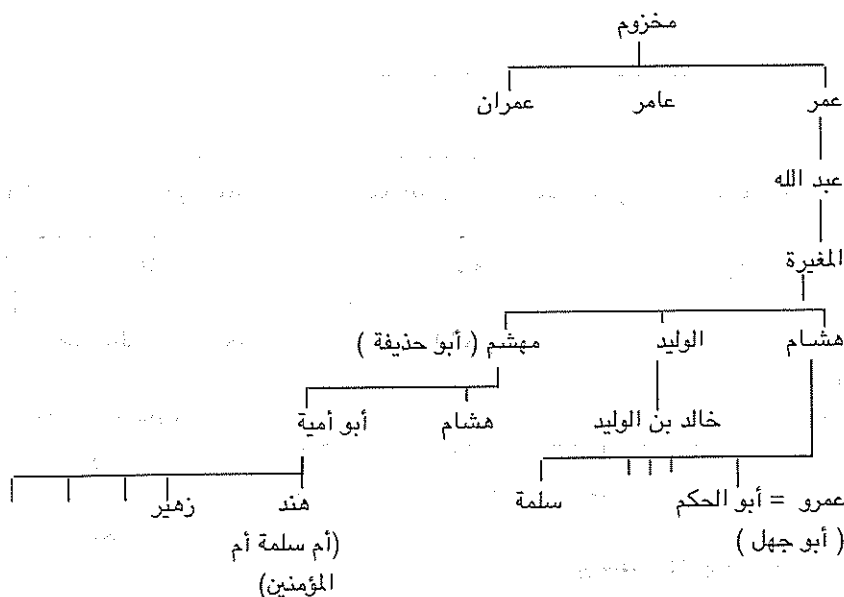 مخزوم
عمر عامر عمران
عبد الله
المغيرة
هشام الوليد مهشم ( أبو حذيفة )
خالد بن الوليد هشام أبو أمية
عمرو = أبو الحكم سلمة هند زهير
( أبو جهل ) (أم سلمة أم
المؤمنين)